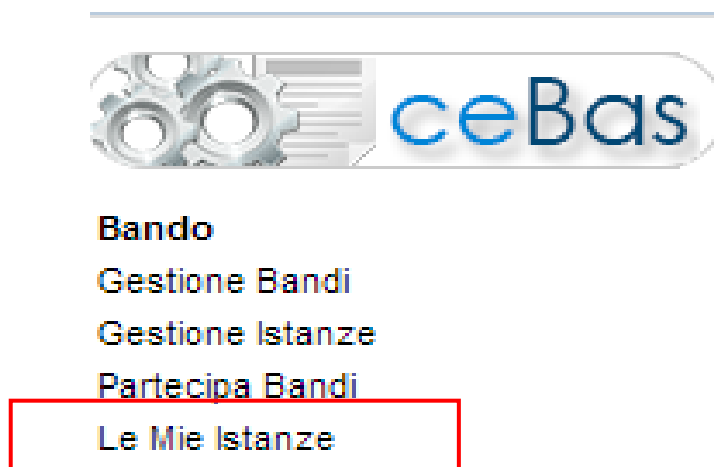 ceBas
Bando
Gestione Bandi
Gestione Istanze
Partecipa Bandi
Le Mie Istanze